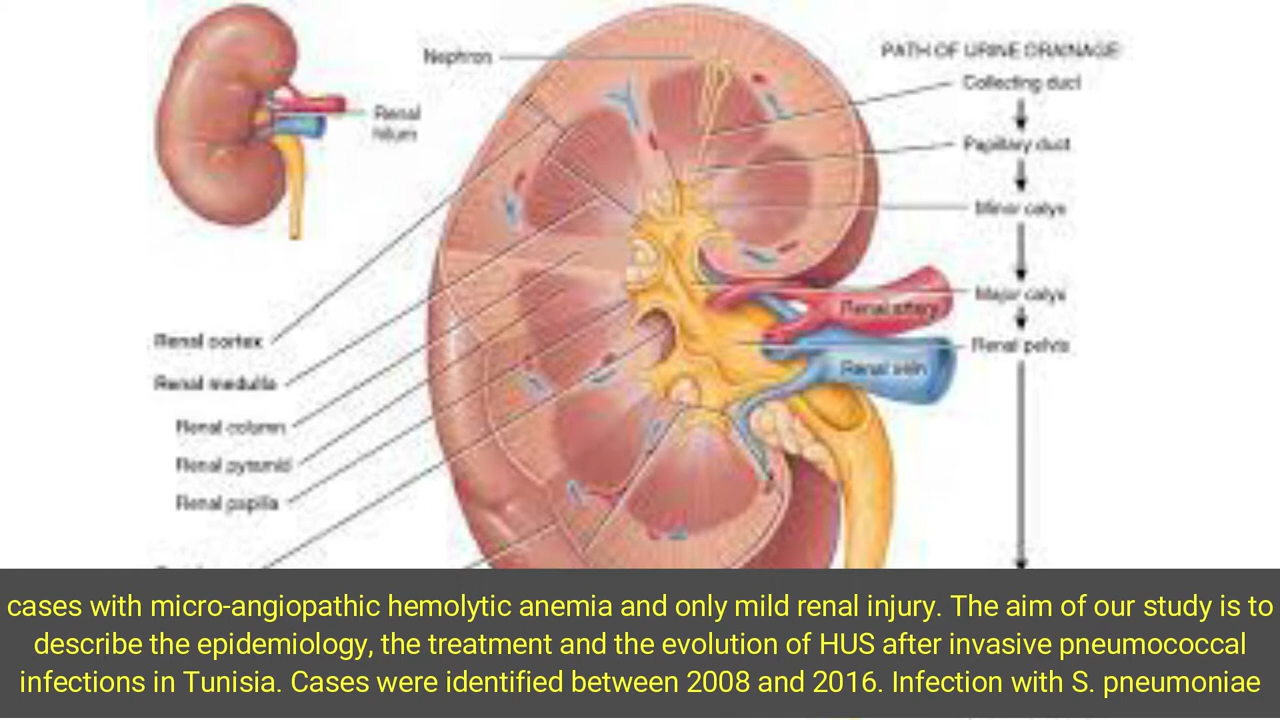 Nephron
PATH OF URINE DRAINAGE:
Collecting duct
Renal
hilum
Papillary duct
Minor calyx
Major calyx
Renal artery
Renal cortex
Renal pelvis
Renal vein
Renal medulla
Renal column
Renal pyramid
Renal papilla
cases with micro-angiopathic hemolytic anemia and only mild renal injury. The aim of our study is to
describe the epidemiology, the treatment and the evolution of HUS after invasive pneumococcal
infections in Tunisia. Cases were identified between 2008 and 2016. Infection with S. pneumoniae